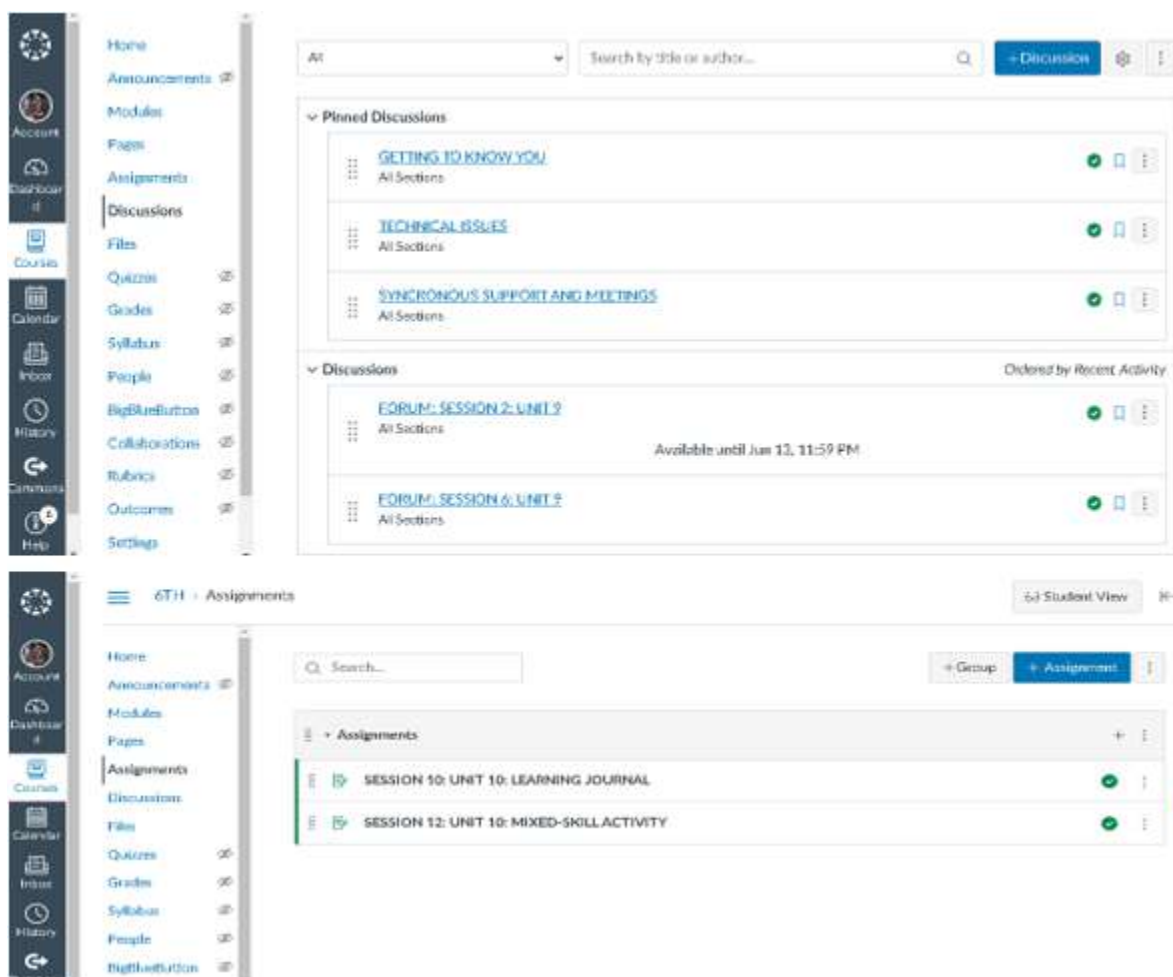 Home
Announcements
Modules
Pages
Assignments
Discussions
Files
Quizzes
Grades
Syllabus
People
BigBlueButton
Collaborations
Rubrics
Outcomes
Settings
Account
Dashboar
d
Courses
Calendar
Inbox
History
Commons
Help
All
Search by title or author...
+ Discussion
Pinned Discussions
GETTING TO KNOW YOU
All Sections
TECHNICAL ISSUES
All Sections
SYNCRONOUS SUPPORT AND MEETINGS
All Sections
Discussions
Ordered by Recent Activity
FORUM: SESSION 2: UNIT 9
All Sections
Available until Jun 13, 11:59 PM
FORUM: SESSION 6: UNIT 9
All Sections
6TH › Assignments
Student View
Account
Dashboar
d
Courses
Calendar
Inbox
History
Home
Announcements
Modules
Pages
Assignments
Discussions
Files
Quizzes
Grades
Syllabus
People
BigBlueButton
Search...
+ Group
+ Assignment
Assignments
SESSION 10: UNIT 10: LEARNING JOURNAL
SESSION 12: UNIT 10: MIXED-SKILL ACTIVITY